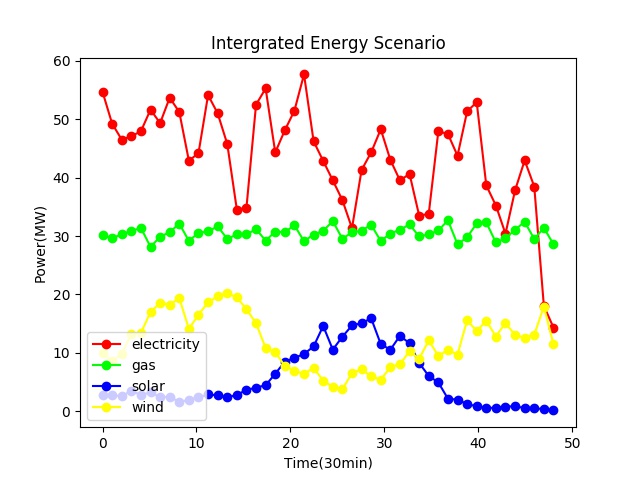 Intergrated Energy Scenario
Power(MW)
60
50
40
30
20
10
0
electricity
gas
solar
wind
0 10 20 30 40 50
Time(30min)